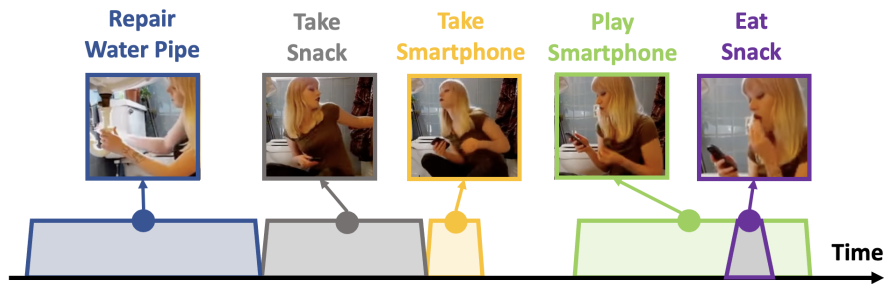 Repair
Water Pipe
Take
Snack
Take
Smartphone
Play
Smartphone
Eat
Snack
Time